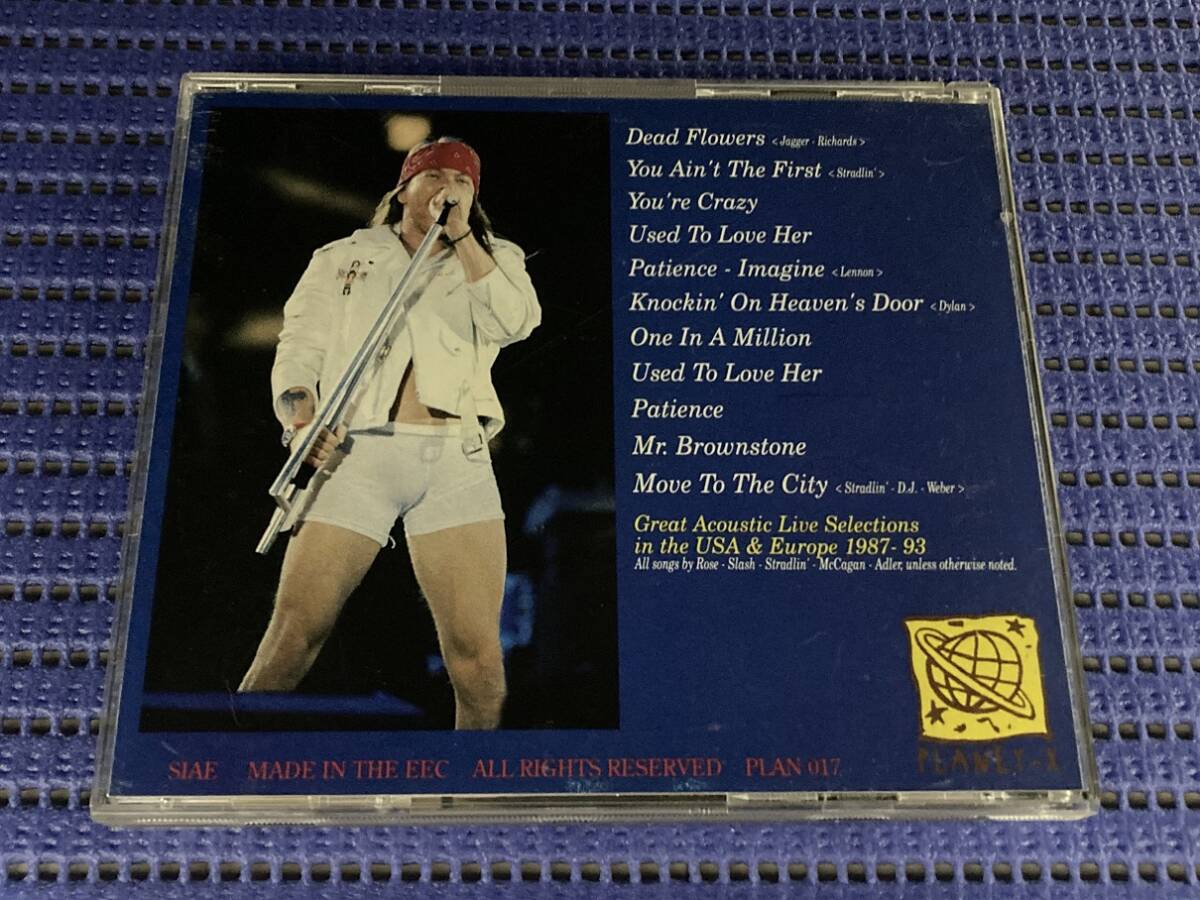 Dead Flowers < Jagger - Richards >
You Ain't The First < Stradlin' >
You're Crazy
Used To Love Her
Patience - Imagine < Lennon >
Knockin' On Heaven's Door < Dylan >
One In A Million
Used To Love Her
Patience
Mr. Brownstone
Move To The City < Stradlin' - D.J. - Weber >
Great Acoustic Live Selections
in the USA & Europe 1987- 93
All songs by Rose - Slash - Stradlin' - McCagan - Adler, unless otherwise noted.
PLANET-X
SIAE MADE IN THE EEC ALL RIGHTS RESERVED PLAN 017